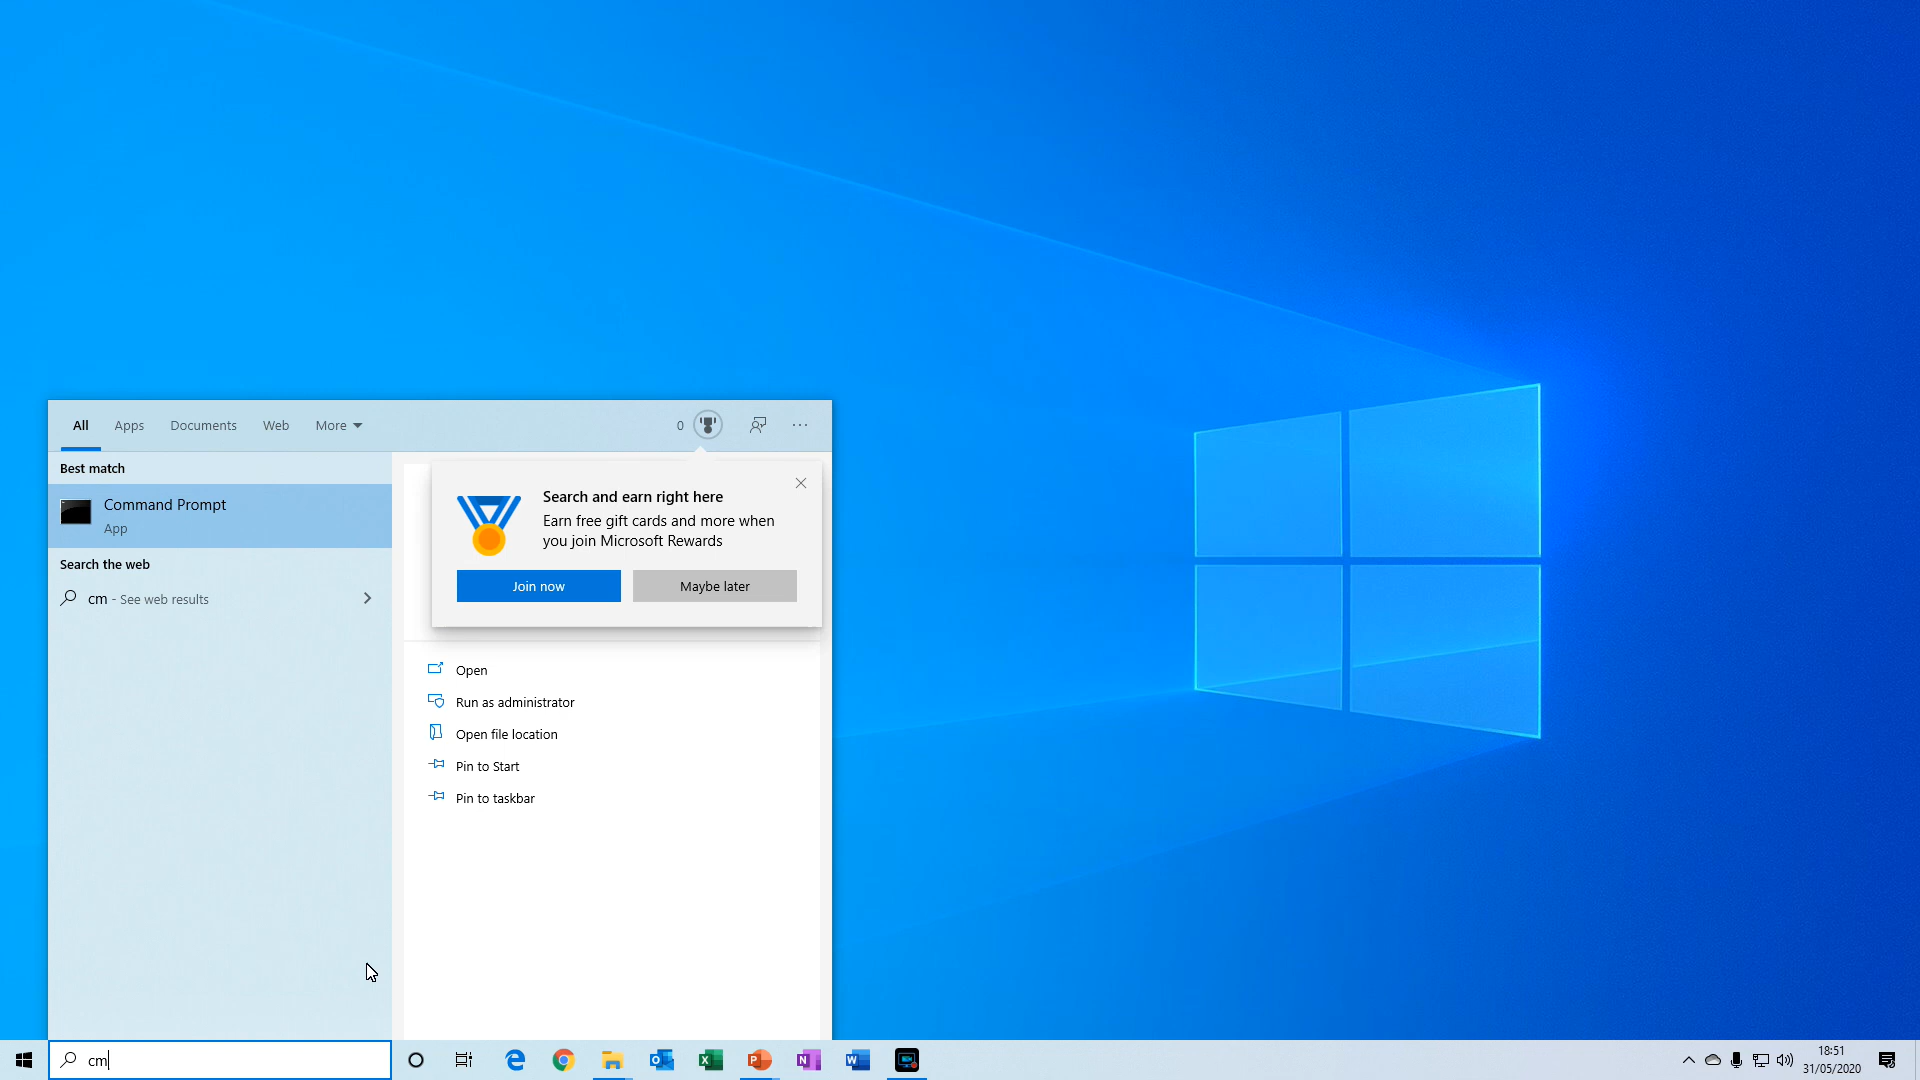 All Apps Documents Web More 0
Best match
Command Prompt
App
Search the web
cm - See web results
Search and earn right here
Earn free gift cards and more when
you join Microsoft Rewards
Join now Maybe later
Open
Run as administrator
Open file location
Pin to Start
Pin to taskbar
cm
18:51
31/05/2020